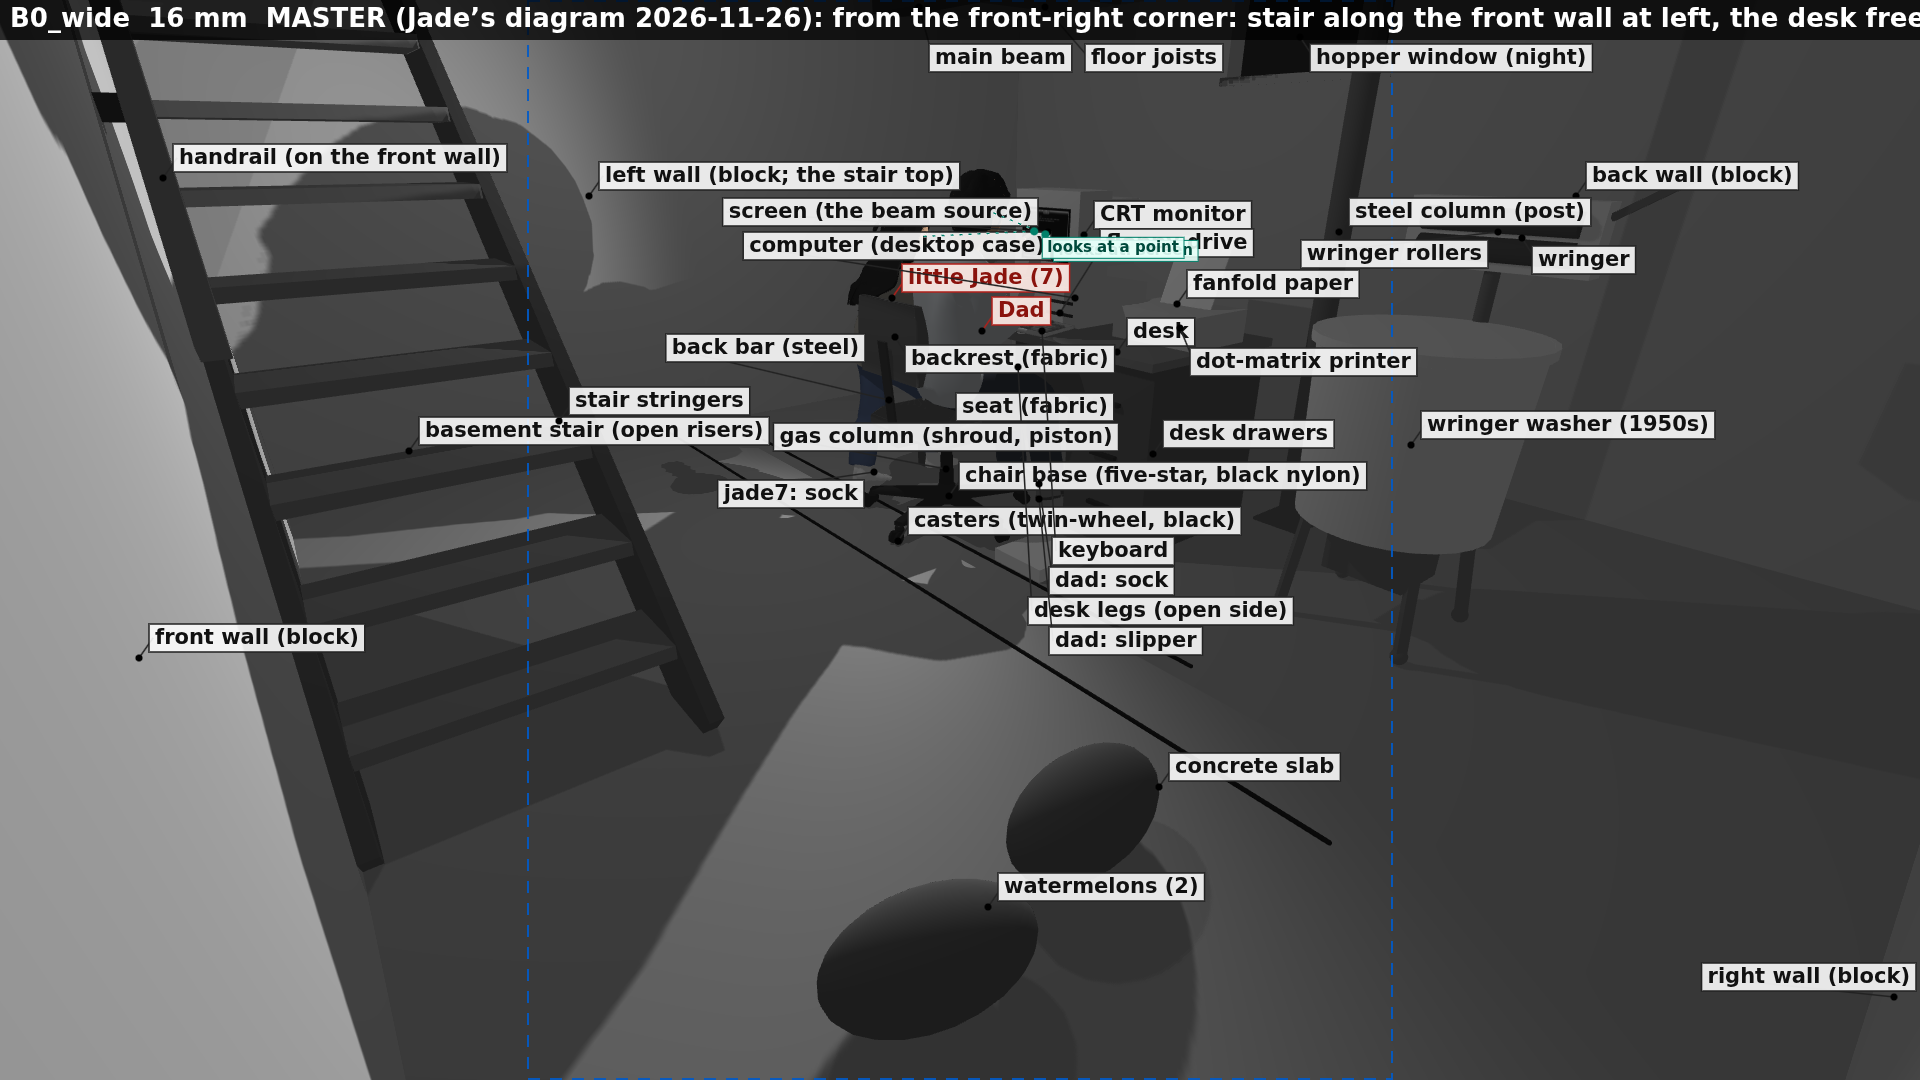 B0_wide  16 mm  MASTER (Jade’s diagram 2026-11-26): from the front-right corner: stair along the front wall at left, the desk free
main beam
floor joists
hopper window (night)
handrail (on the front wall)
left wall (block; the stair top)
back wall (block)
screen (the beam source)
CRT monitor
steel column (post)
computer (desktop case)
looks at a point
drive
wringer rollers
wringer
little Jade (7)
fanfold paper
Dad
desk
back bar (steel)
backrest (fabric)
dot-matrix printer
stair stringers
seat (fabric)
basement stair (open risers)
gas column (shroud, piston)
desk drawers
wringer washer (1950s)
chair base (five-star, black nylon)
jade7: sock
casters (twin-wheel, black)
keyboard
dad: sock
desk legs (open side)
front wall (block)
dad: slipper
concrete slab
watermelons (2)
right wall (block)